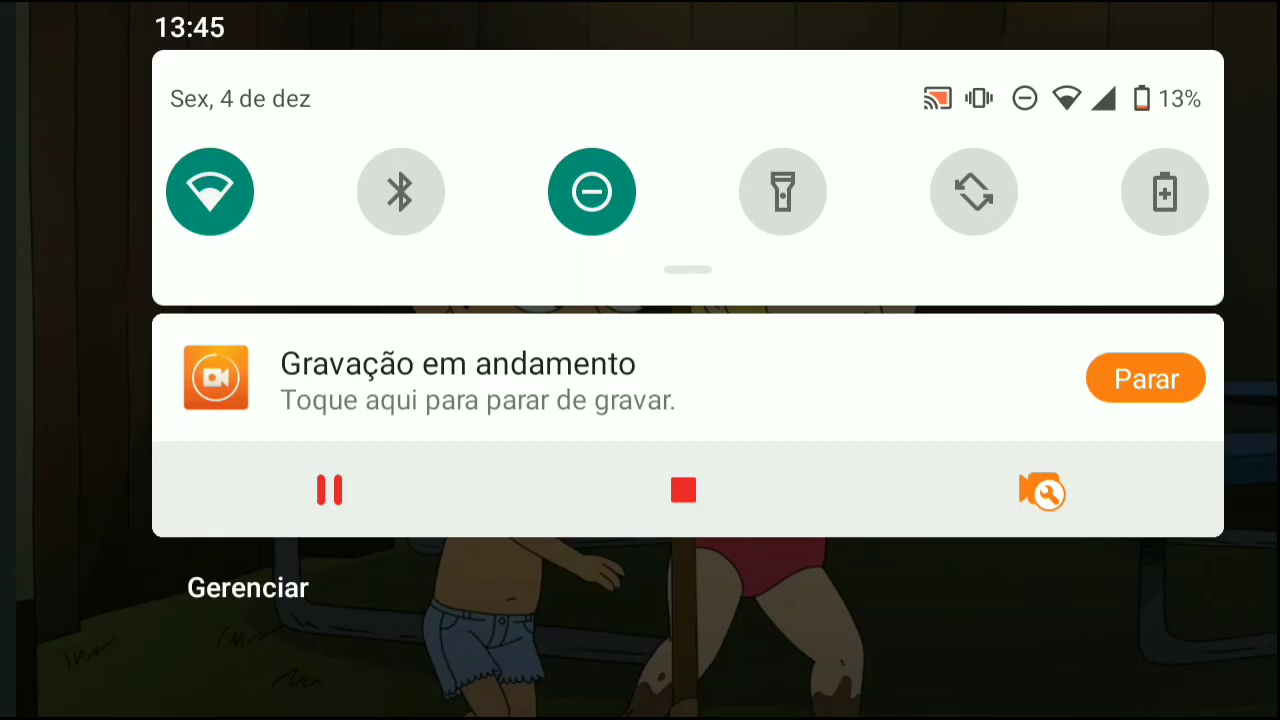 13:45
Sex, 4 de dez
13%
Gravação em andamento
Toque aqui para parar de gravar.
Parar
Gerenciar